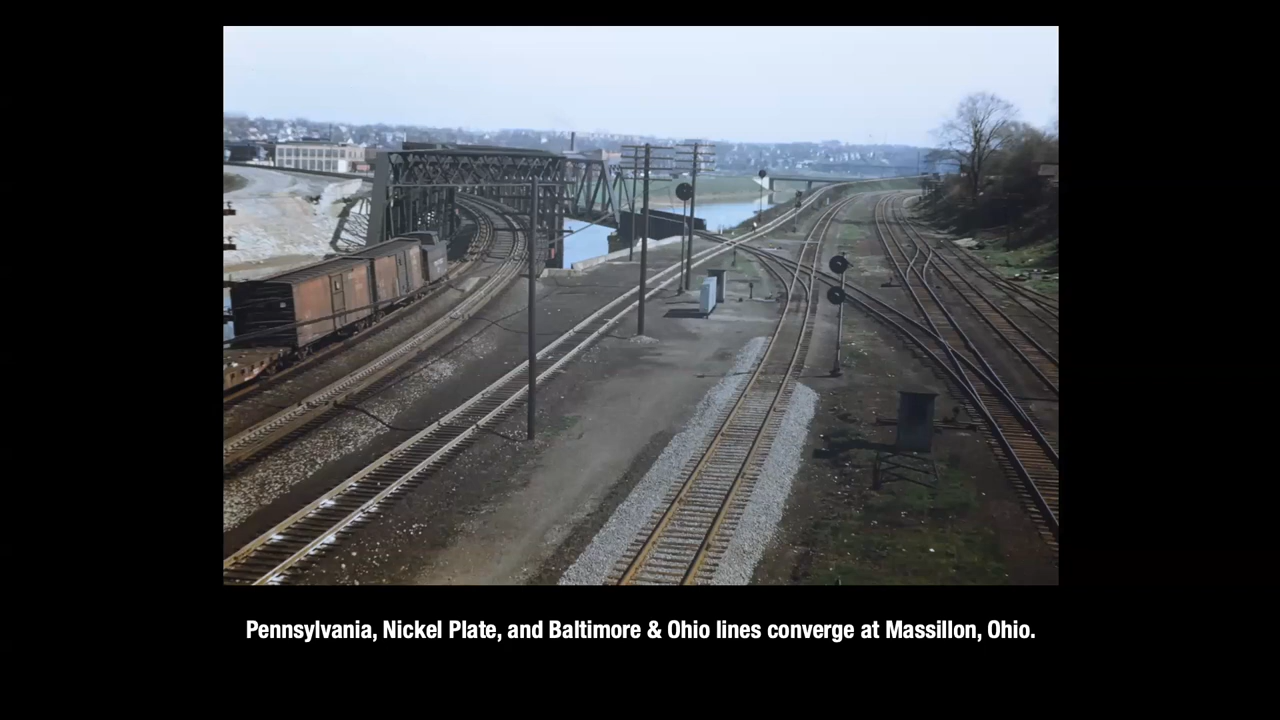 Pennsylvania, Nickel Plate, and Baltimore & Ohio lines converge at Massillon, Ohio.